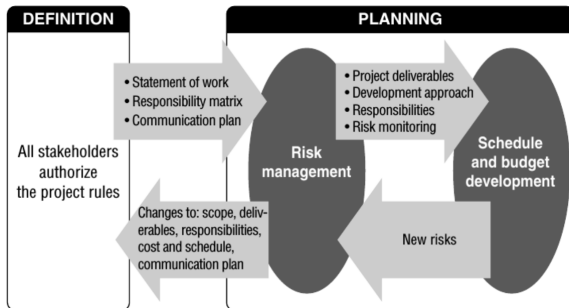 DEFINITION
PLANNING
• Statement of work
• Responsibility matrix
• Communication plan
• Project deliverables
• Development approach
• Responsibilities
• Risk monitoring
All stakeholders
authorize
the project rules
Risk
management
Schedule
and budget
development
Changes to: scope, deliv-
erables, responsibilities,
cost and schedule,
communication plan
New risks